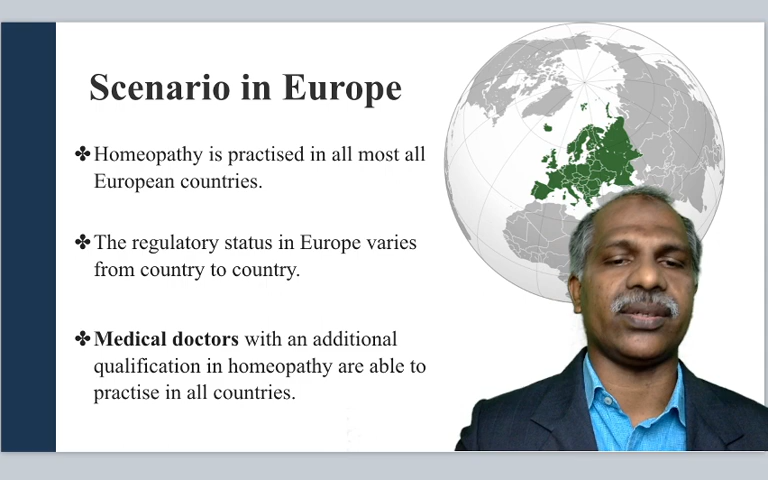 Scenario in Europe
✤Homeopathy is practised in all most all
European countries.
✤The regulatory status in Europe varies
from country to country.
✤Medical doctors with an additional
qualification in homeopathy are able to
practise in all countries.